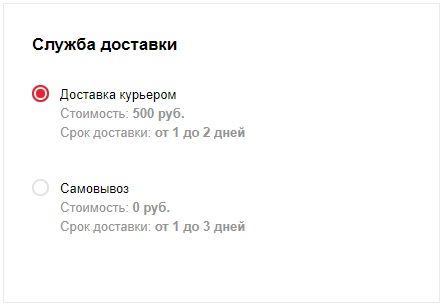 Служба доставки
Доставка курьером
Стоимость: 500 руб.
Срок доставки: от 1 до 2 дней
Самовывоз
Стоимость: 0 руб.
Срок доставки: от 1 до 3 дней